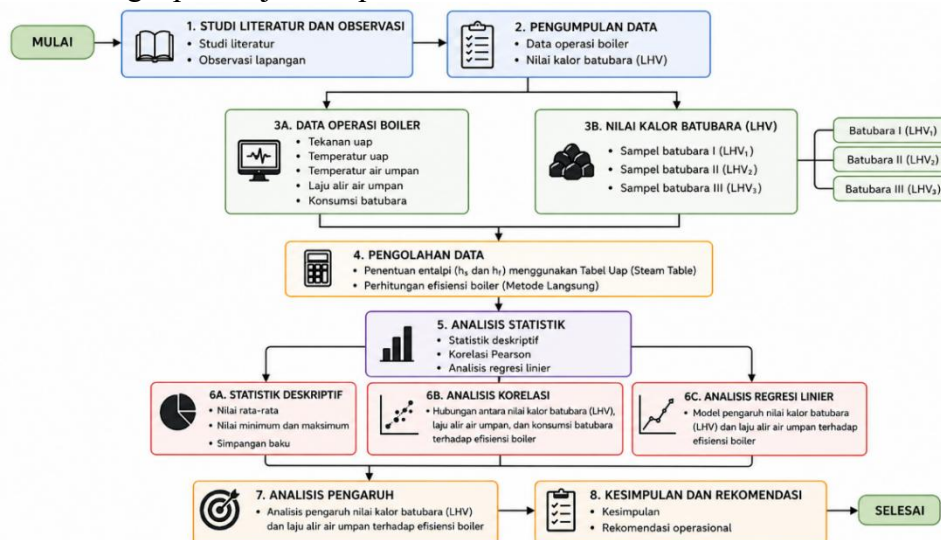 MULAI
1. STUDI LITERATUR DAN OBSERVASI
• Studi literatur
• Observasi lapangan
2. PENGUMPULAN DATA
• Data operasi boiler
• Nilai kalor batubara (LHV)
3A. DATA OPERASI BOILER
• Tekanan uap
• Temperatur uap
• Temperatur air umpan
• Laju alir air umpan
• Konsumsi batubara
3B. NILAI KALOR BATUBARA (LHV)
• Sampel batubara I (LHV₁)
• Sampel batubara II (LHV₂)
• Sampel batubara III (LHV₃)
Batubara I (LHV₁)
Batubara II (LHV₂)
Batubara III (LHV₃)
4. PENGOLAHAN DATA
• Penentuan entalpi (hₛ dan hf) menggunakan Tabel Uap (Steam Table)
• Perhitungan efisiensi boiler (Metode Langsung)
5. ANALISIS STATISTIK
• Statistik deskriptif
• Korelasi Pearson
• Analisis regresi linier
6A. STATISTIK DESKRIPTIF
• Nilai rata-rata
• Nilai minimum dan maksimum
• Simpangan baku
6B. ANALISIS KORELASI
• Hubungan antara nilai kalor batubara (LHV),
laju alir air umpan, dan konsumsi batubara
terhadap efisiensi boiler
6C. ANALISIS REGRESI LINIER
• Model pengaruh nilai kalor batubara
(LHV) dan laju alir air umpan terhadap
efisiensi boiler
7. ANALISIS PENGARUH
• Analisis pengaruh nilai kalor batubara (LHV)
dan laju alir air umpan terhadap efisiensi boiler
8. KESIMPULAN DAN REKOMENDASI
• Kesimpulan
• Rekomendasi operasional
SELESAI